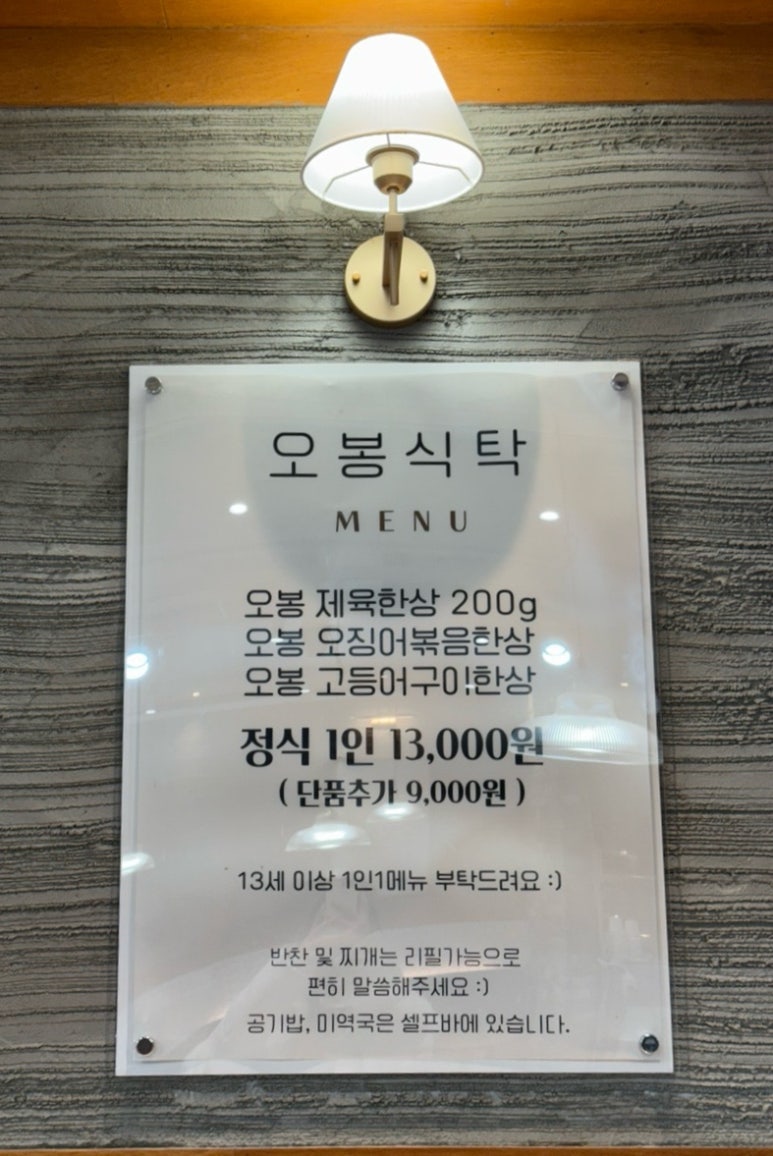 오봉식탁
MENU
오봉 제육한상 200g
오봉 오징어볶음한상
오봉 고등어구이한상
정식 1인 13,000원
( 단품추가 9,000원 )
13세 이상 1인1메뉴 부탁드려요 :)
반찬 및 찌개는 리필가능으로
편히 말씀해주세요 :)
공기밥, 미역국은 셀프바에 있습니다.